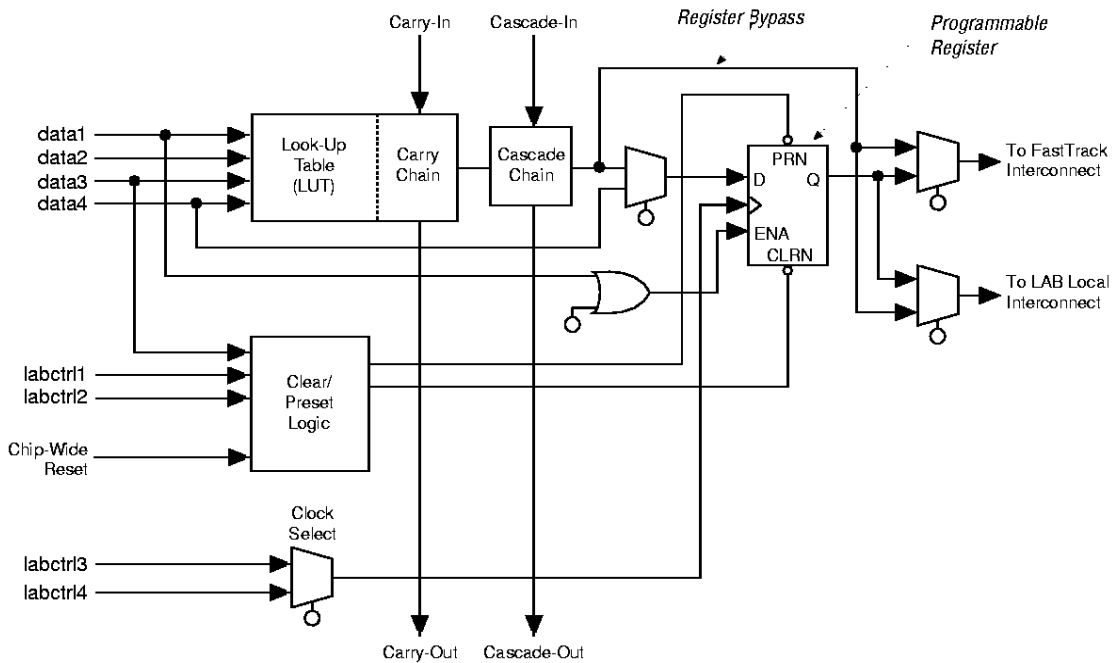 Carry-In
Cascade-In
Register Bypass
Programmable
Register
data1
data2
data3
data4
Look-Up
Table
(LUT)
Carry
Chain
Cascade
Chain
PRN
D
Q
ENA
CLRN
To FastTrack
Interconnect
To LAB Local
Interconnect
labctrl1
labctrl2
Clear/
Preset
Logic
Chip-Wide
Reset
Clock
Select
labctrl3
labctrl4
Carry-Out
Cascade-Out